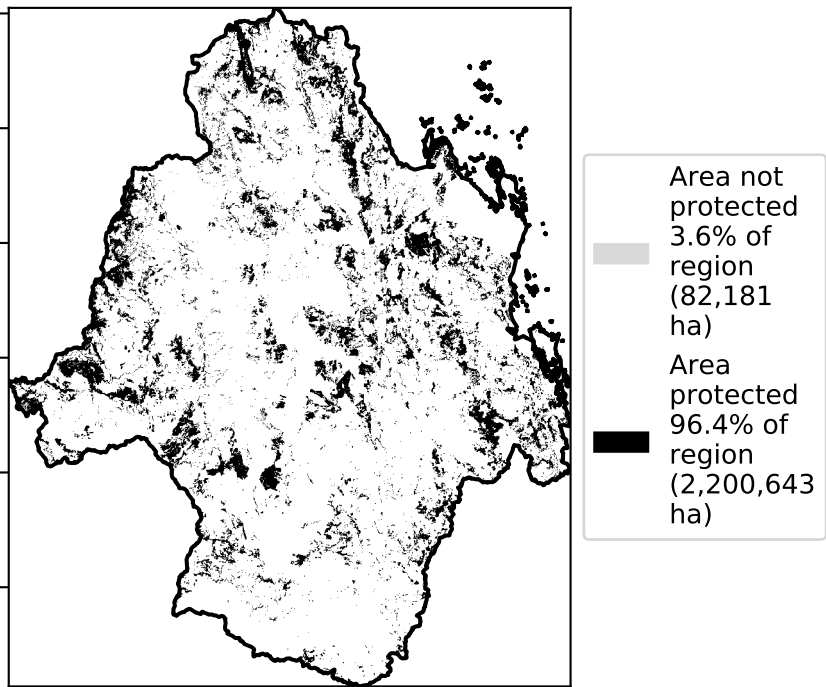 Area not
protected
3.6% of
region
(82,181
ha)
Area
protected
96.4% of
region
(2,200,643
ha)